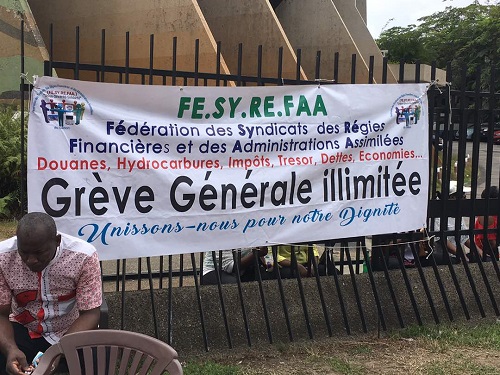 FE.SY.RE.FAA
Fédération des Syndicats des Régies
Financières et des Administrations Assimilées
Douanes, Hydrocarbures, Impôts, Tresor, Dettes, Economies...
Grève Générale illimitée
Unissons-nous pour notre Dignité